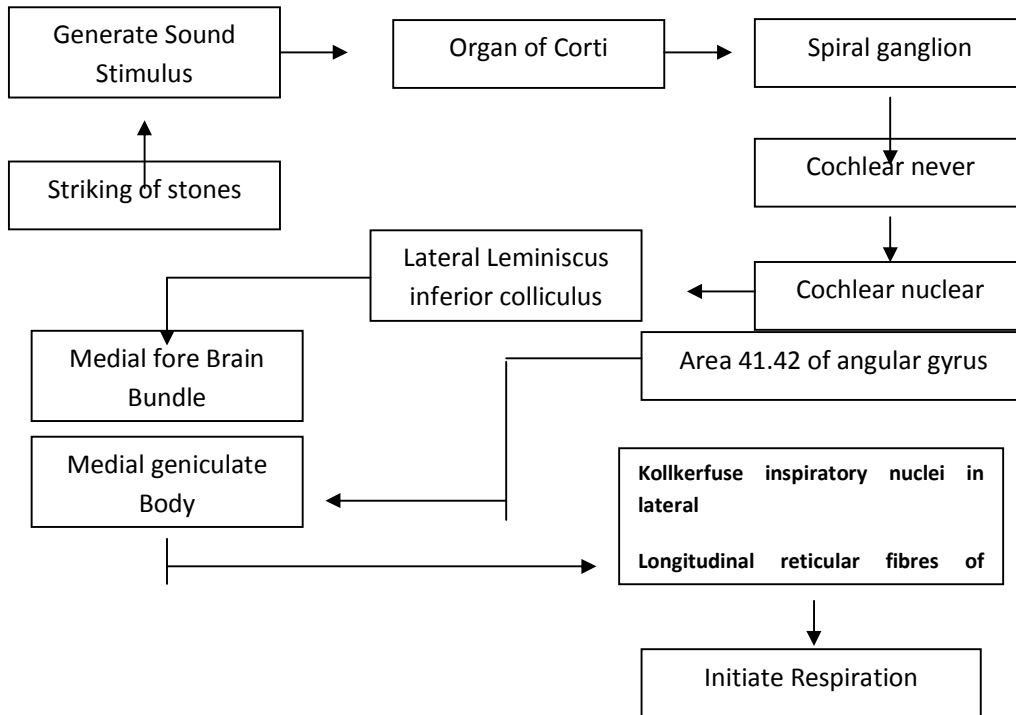 Generate Sound
Stimulus
Organ of Corti
Spiral ganglion
Striking of stones
Cochlear never
Lateral Leminiscus
inferior colliculus
Cochlear nuclear
Medial fore Brain
Bundle
Area 41.42 of angular gyrus
Medial geniculate
Body
Kollkerfuse inspiratory nuclei in
lateral
Longitudinal reticular fibres of
Initiate Respiration